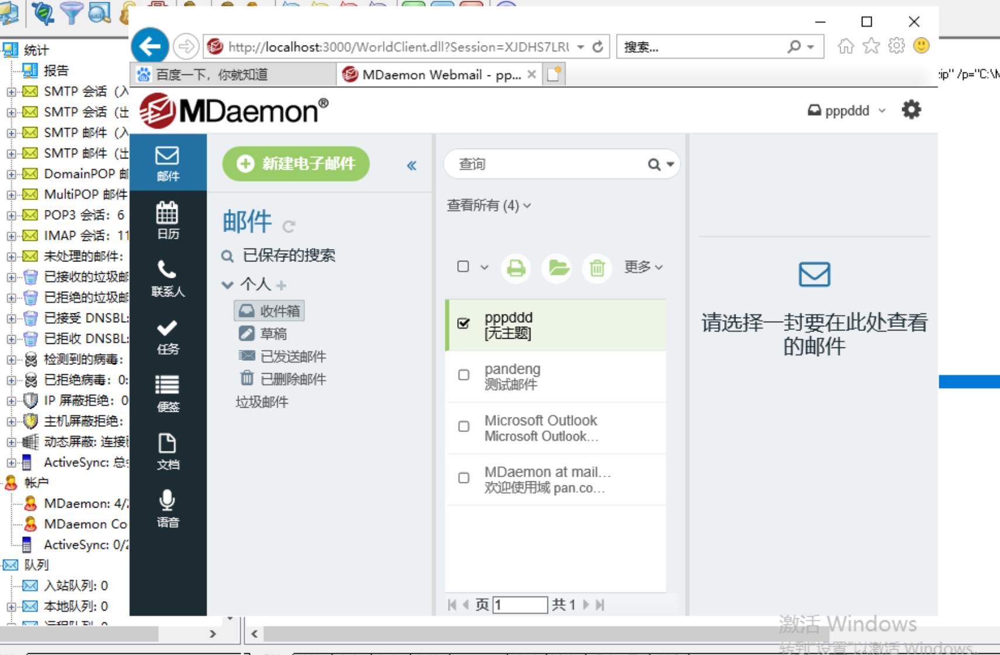 统计
报告
SMTP 会话 (入
SMTP 会话 (出
SMTP 邮件 (入
SMTP 邮件 (出
DomainPOP 邮
MultiPOP 邮件
POP3 会话: 6
IMAP 会话: 11
未处理的邮件:
已接收的垃圾邮
已拒绝的垃圾邮
已接受 DNSBL:
已拒收 DNSBL:
检测到的病毒:
已拒绝病毒: 0:
IP 屏蔽拒绝: 0
主机屏蔽拒绝:
动态屏蔽: 连接
ActiveSync: 总
帐户
MDaemon: 4/
MDaemon Co
ActiveSync: 0/2
队列
入站队列: 0
本地队列: 0
远程队列: 0
http://localhost:3000/WorldClient.dll?Session=XJDHS7LRU
搜索...
百度一下，你就知道
MDaemon Webmail - pp...
zip" /p="C:\M
MDaemon®
pppddd
邮件
日历
联系人
任务
便签
文档
语音
新建电子邮件
«
邮件
已保存的搜索
个人 +
收件箱
草稿
已发送邮件
已删除邮件
垃圾邮件
查询
查看所有 (4)
更多
pppddd
[无主题]
pandeng
测试邮件
Microsoft Outlook
Microsoft Outlook...
MDaemon at mail...
欢迎使用域 pan.co...
页 1 共 1
请选择一封要在此处查看
的邮件
激活 Windows
转到"设置"以激活 Windows。